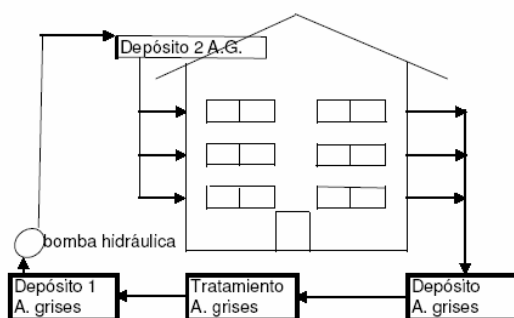 Depósito 2 A.G.
bomba hidráulica
Depósito 1
A. grises
Tratamiento
A. grises
Depósito
A. grises